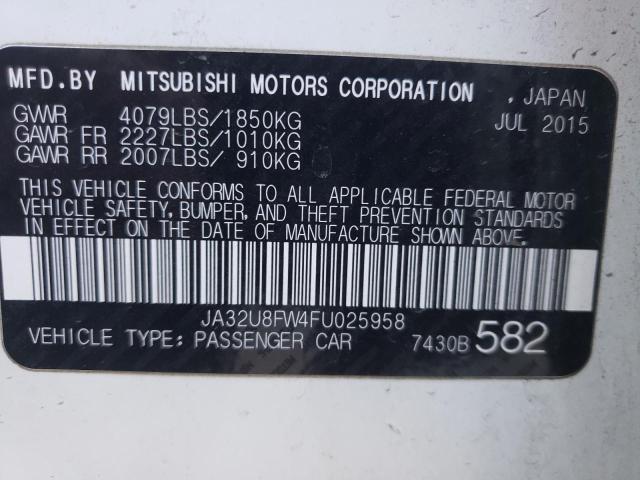 MFD.BY MITSUBISHI MOTORS CORPORATION , JAPAN
GVWR 4079LBS/1850KG JUL 2015
GAWR FR 2227LBS/1010KG
GAWR RR 2007LBS/ 910KG
THIS VEHICLE CONFORMS TO ALL APPLICABLE FEDERAL MOTOR
VEHICLE SAFETY, BUMPER, AND THEFT PREVENTION STANDARDS
IN EFFECT ON THE DATE OF MANUFACTURE SHOWN ABOVE.
JA32U8FW4FU025958
VEHICLE TYPE: PASSENGER CAR 7430B 582